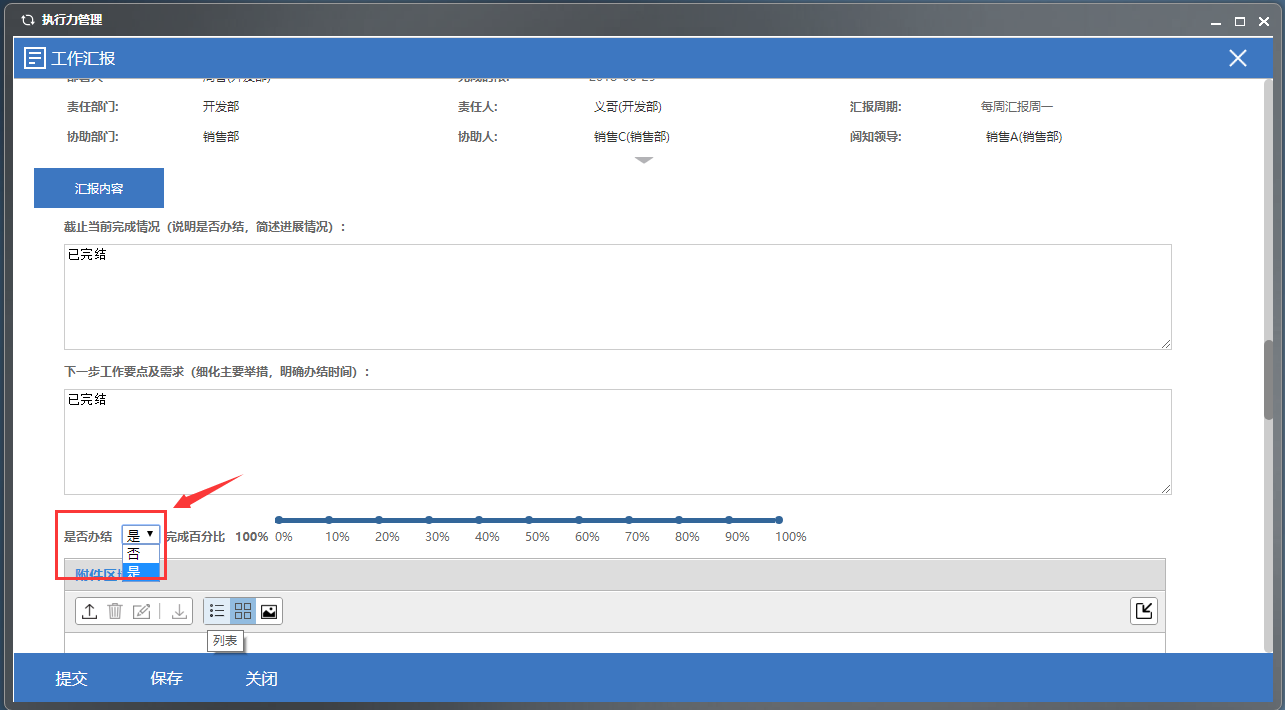 执行力管理
工作汇报
责任部门: 开发部 责任人: 义哥(开发部) 汇报周期: 每周汇报周一
协助部门: 销售部 协助人: 销售C(销售部) 阅知领导: 销售A(销售部)
汇报内容
截止当前完成情况（说明是否办结，简述进展情况）：
已完结
下一步工作要点及需求（细化主要举措，明确办结时间）：
已完结
是否办结 是 完成百分比 100% 0% 10% 20% 30% 40% 50% 60% 70% 80% 90% 100%
否
是
附件区
列表
提交 保存 关闭